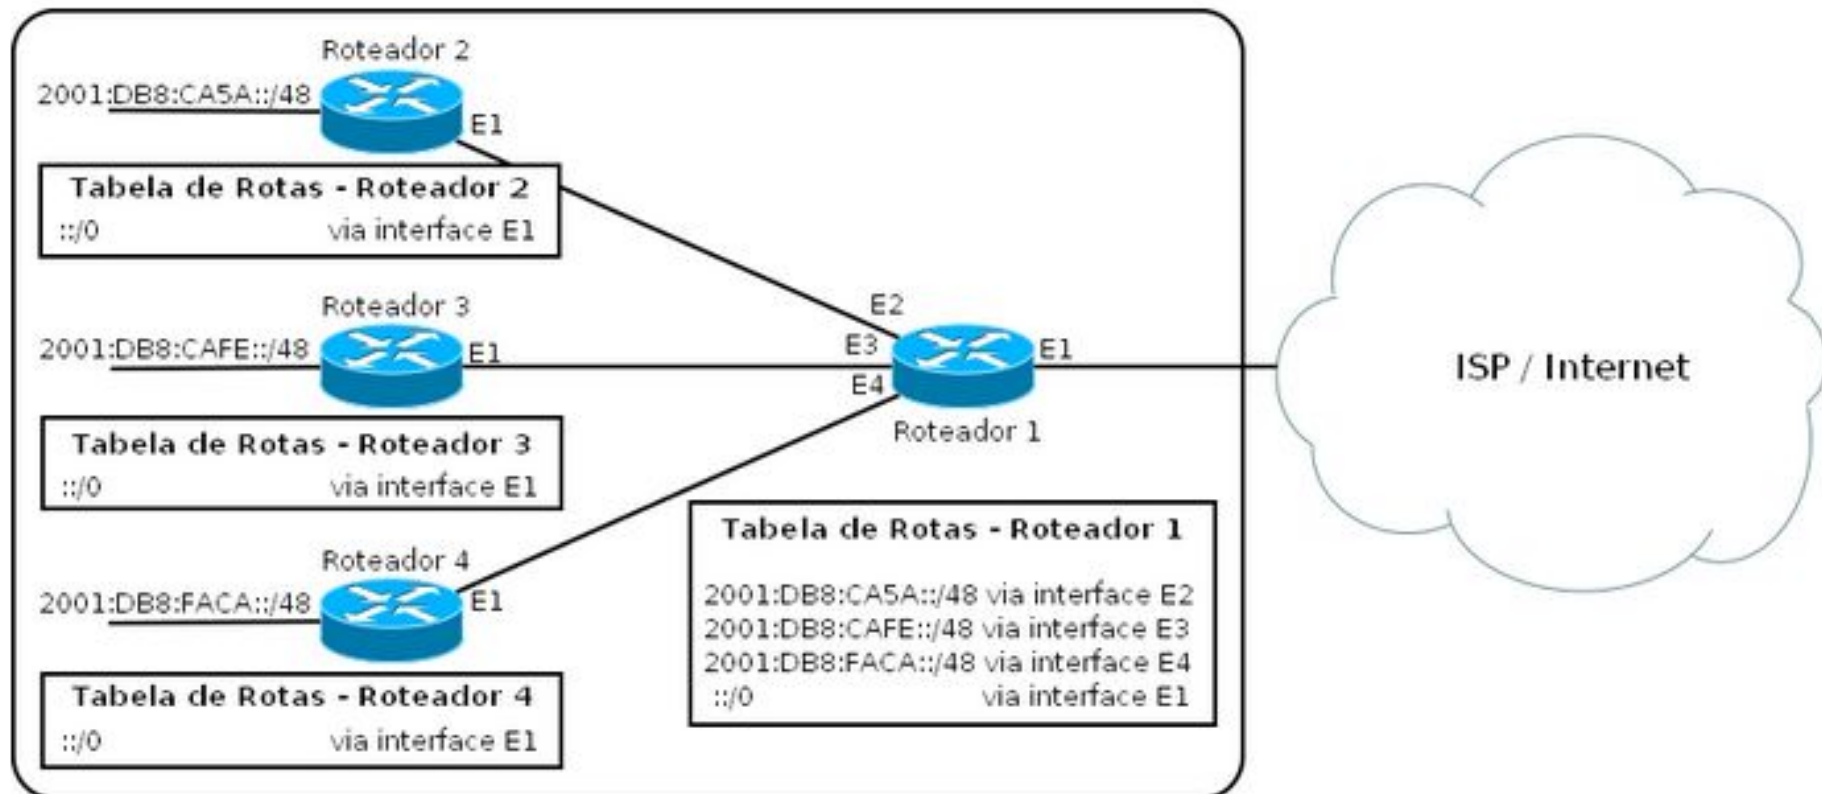 Roteador 2
2001:DB8:CA5A::/48
E1
Tabela de Rotas - Roteador 2
::/0 via interface E1
Roteador 3
2001:DB8:CAFE::/48
E1
Tabela de Rotas - Roteador 3
::/0 via interface E1
Roteador 4
2001:DB8:FACA::/48
E1
Tabela de Rotas - Roteador 4
::/0 via interface E1
E2
E3
E4
E1
Roteador 1
Tabela de Rotas - Roteador 1
2001:DB8:CA5A::/48 via interface E2
2001:DB8:CAFE::/48 via interface E3
2001:DB8:FACA::/48 via interface E4
::/0 via interface E1
ISP / Internet